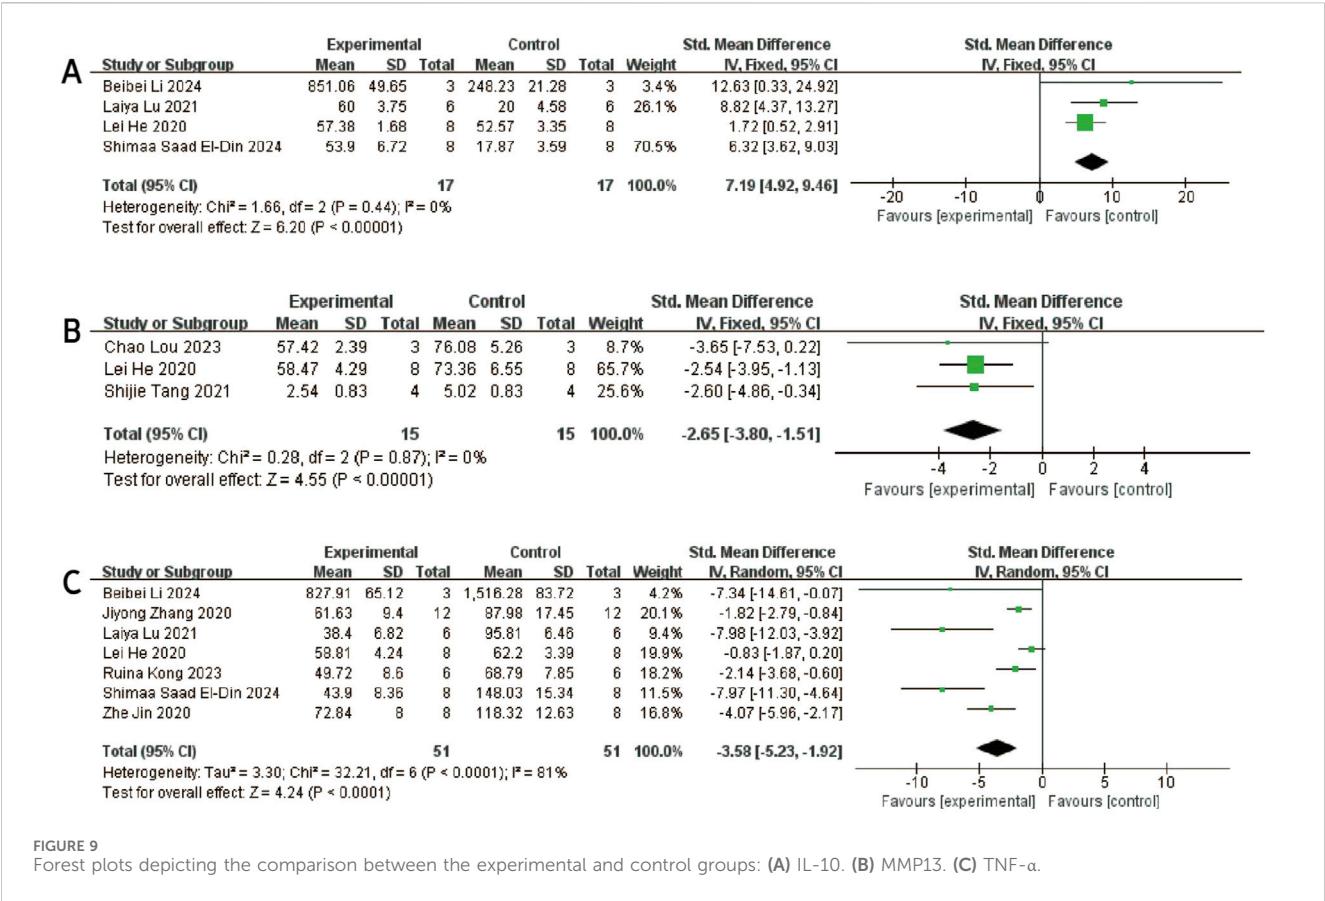 A
Experimental Control Std. Mean Difference Std. Mean Difference
Study or Subgroup Mean SD Total Mean SD Total Weight IV, Fixed, 95% CI IV, Fixed, 95% CI
Beibei Li 2024 851.06 49.65 3 248.23 21.28 3 3.4% 12.63 [0.33, 24.92]
Laiya Lu 2021 60 3.75 6 20 4.58 6 26.1% 8.82 [4.37, 13.27]
Lei He 2020 57.38 1.68 8 52.57 3.35 8 1.72 [0.52, 2.91]
Shimaa Saad El-Din 2024 53.9 6.72 8 17.87 3.59 8 70.5% 6.32 [3.62, 9.03]
Total (95% CI) 17 17 100.0% 7.19 [4.92, 9.46]
Heterogeneity: Chi² = 1.66, df = 2 (P = 0.44); I² = 0%
Test for overall effect: Z = 6.20 (P < 0.00001)
-20 -10 0 10 20
Favours [experimental] Favours [control]
B
Experimental Control Std. Mean Difference Std. Mean Difference
Study or Subgroup Mean SD Total Mean SD Total Weight IV, Fixed, 95% CI IV, Fixed, 95% CI
Chao Lou 2023 57.42 2.39 3 76.08 5.26 3 8.7% -3.65 [-7.53, 0.22]
Lei He 2020 58.47 4.29 8 73.36 6.55 8 65.7% -2.54 [-3.95, -1.13]
Shijie Tang 2021 2.54 0.83 4 5.02 0.83 4 25.6% -2.60 [-4.86, -0.34]
Total (95% CI) 15 15 100.0% -2.65 [-3.80, -1.51]
Heterogeneity: Chi² = 0.28, df = 2 (P = 0.87); I² = 0%
Test for overall effect: Z = 4.55 (P < 0.00001)
-4 -2 0 2 4
Favours [experimental] Favours [control]
C
Experimental Control Std. Mean Difference Std. Mean Difference
Study or Subgroup Mean SD Total Mean SD Total Weight IV, Random, 95% CI IV, Random, 95% CI
Beibei Li 2024 827.91 65.12 3 1,516.28 83.72 3 4.2% -7.34 [-14.61, -0.07]
Jiyong Zhang 2020 61.63 9.4 12 87.98 17.45 12 20.1% -1.82 [-2.79, -0.84]
Laiya Lu 2021 38.4 6.82 6 95.81 6.46 6 9.4% -7.98 [-12.03, -3.92]
Lei He 2020 58.81 4.24 8 62.2 3.39 8 19.9% -0.83 [-1.87, 0.20]
Ruina Kong 2023 49.72 8.6 6 68.79 7.85 6 18.2% -2.14 [-3.68, -0.60]
Shimaa Saad El-Din 2024 43.9 8.36 8 148.03 15.34 8 11.5% -7.97 [-11.30, -4.64]
Zhe Jin 2020 72.84 8 8 118.32 12.63 8 16.8% -4.07 [-5.96, -2.17]
Total (95% CI) 51 51 100.0% -3.58 [-5.23, -1.92]
Heterogeneity: Tau² = 3.30; Chi² = 32.21, df = 6 (P < 0.0001); I² = 81%
Test for overall effect: Z = 4.24 (P < 0.0001)
-10 -5 0 5 10
Favours [experimental] Favours [control]
FIGURE 9
Forest plots depicting the comparison between the experimental and control groups: (A) IL-10. (B) MMP13. (C) TNF-α.